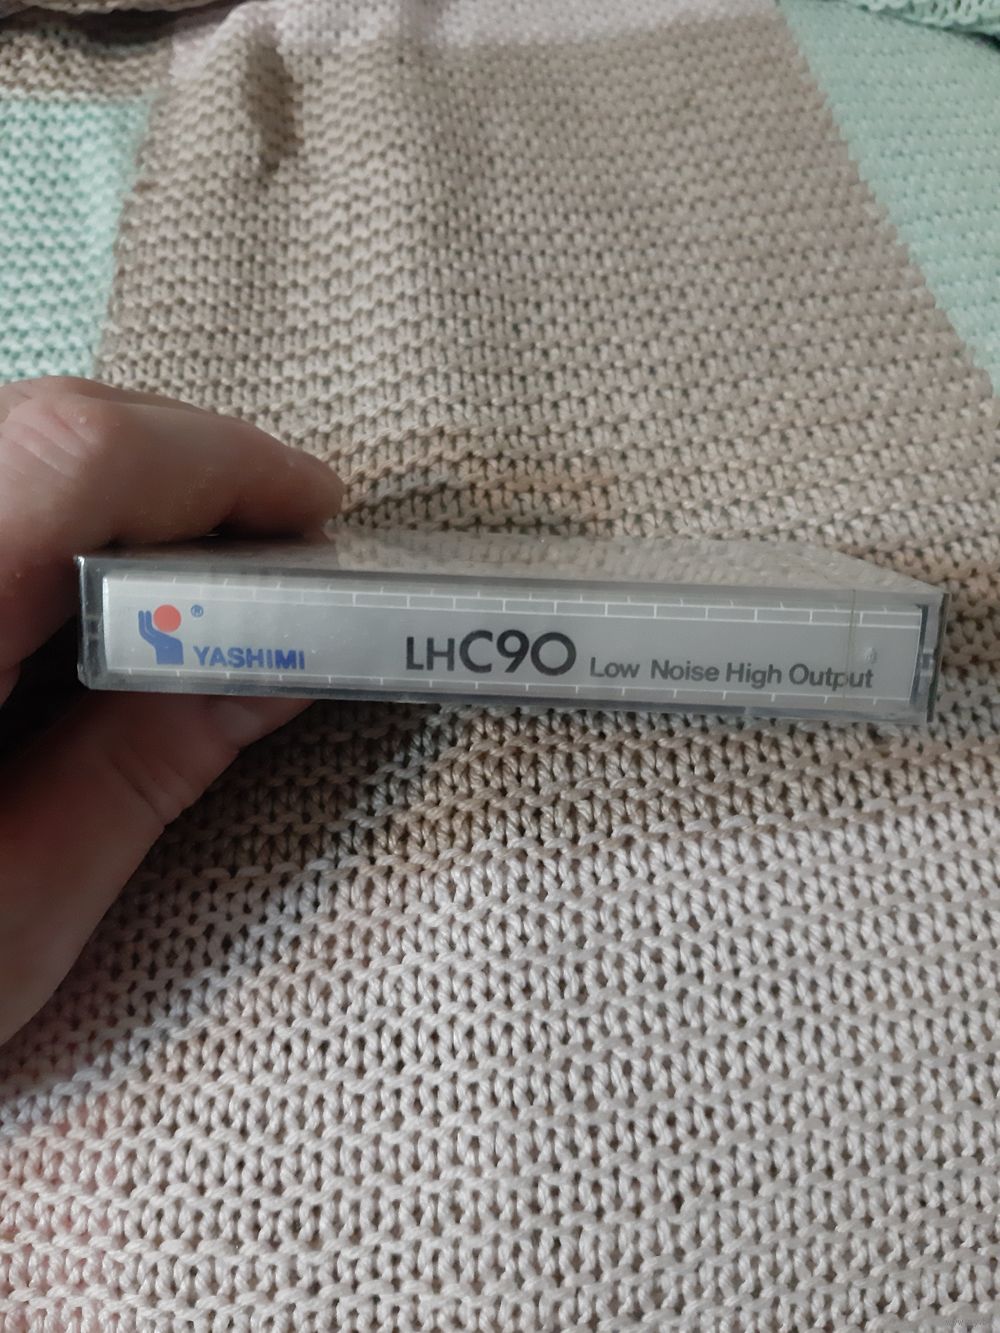 ® YASHIMI
LHC90 Low Noise High Output